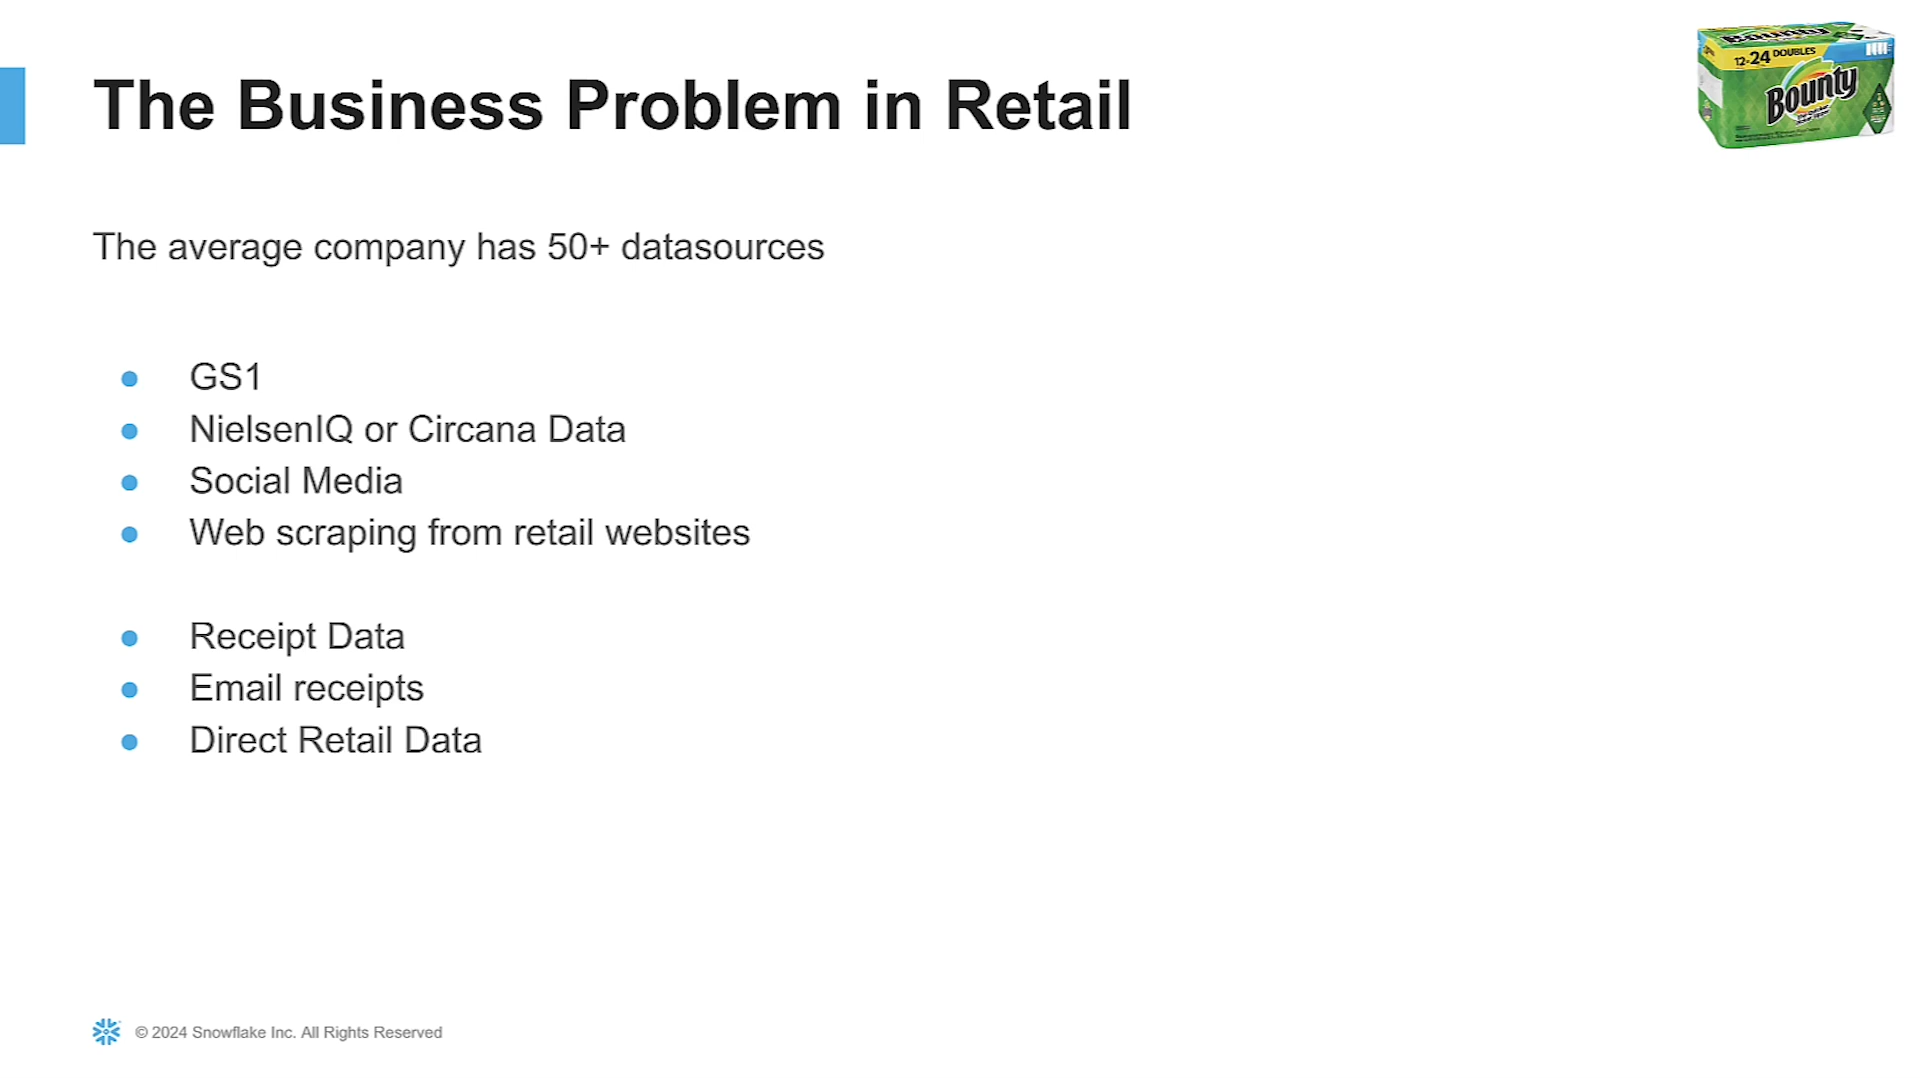 The Business Problem in Retail
12=24 DOUBLES
Bounty
The average company has 50+ datasources
GS1
NielsenIQ or Circana Data
Social Media
Web scraping from retail websites
Receipt Data
Email receipts
Direct Retail Data
© 2024 Snowflake Inc. All Rights Reserved